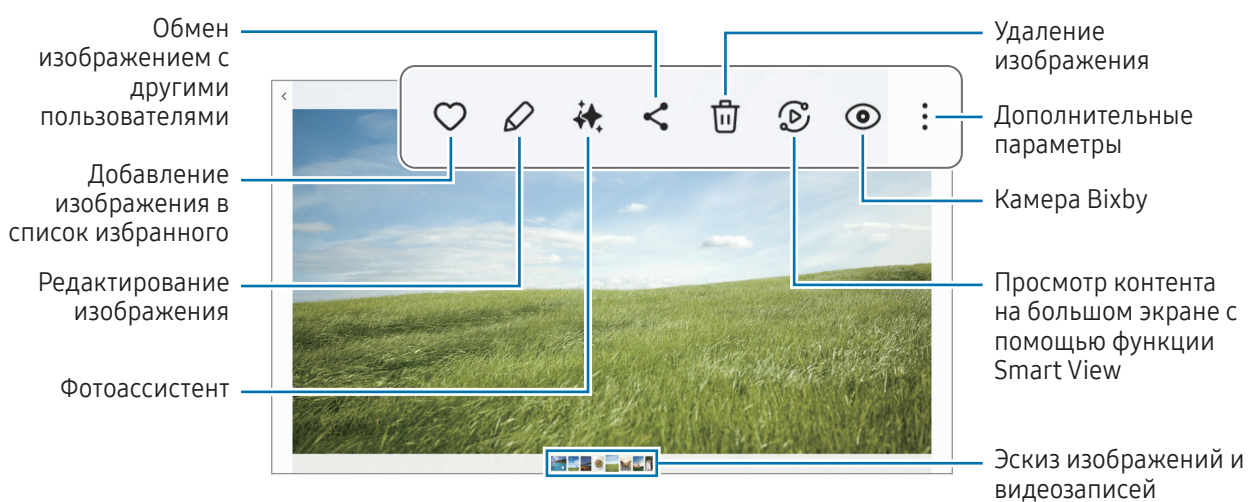 Обмен
изображением с
другими
пользователями
Добавление
изображения в
список избранного
Редактирование
изображения
Фотоассистент
Удаление
изображения
Дополнительные
параметры
Камера Bixby
Просмотр контента
на большом экране с
помощью функции
Smart View
Эскиз изображений и
видеозаписей